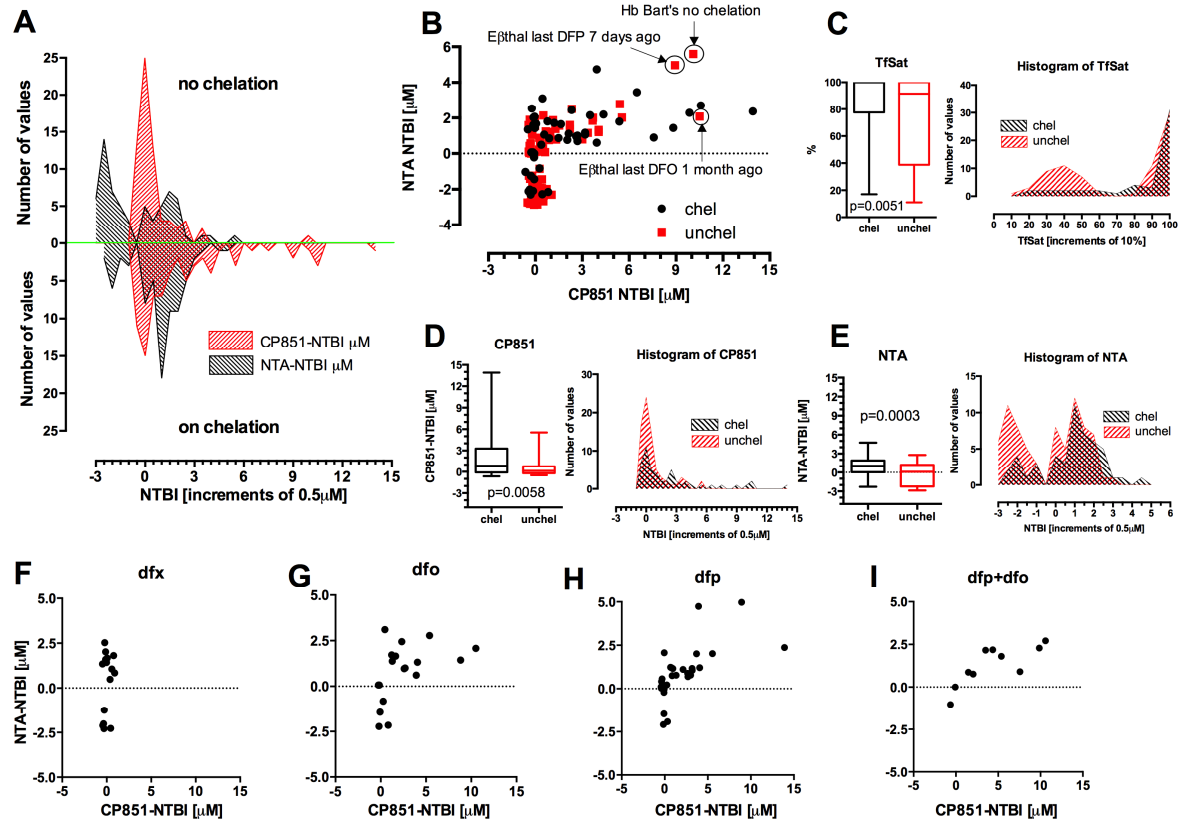 A
Number of values
25
20
15
10
5
0
5
10
15
20
25
Number of values
no chelation
CP851-NTBI μM
NTA-NTBI μM
on chelation
-3 0 3 6 9 12 15
NTBI [increments of 0.5μM]
B
Hb Bart's no chelation
Eβthal last DFP 7 days ago
NTA NTBI [μM]
6
4
2
0
-2
-4
Eβthal last DFO 1 month ago
chel
unchel
-3 0 3 6 9 12 15
CP851 NTBI [μM]
C
TfSat
%
100
80
60
40
20
0
p=0.0051
chel unchel
Histogram of TfSat
Number of values
40
30
20
10
0
chel
unchel
0 10 20 30 40 50 60 70 80 90 100
TfSat [increments of 10%]
D
CP851
CP851-NTBI [μM]
15
12
9
6
3
0
-3
p=0.0058
chel unchel
Histogram of CP851
Number of values
30
20
10
0
chel
unchel
-3 0 3 6 9 12 14
NTBI [increments of 0.5μM]
E
NTA
NTA-NTBI [μM]
15
12
9
6
3
0
-3
p=0.0003
chel unchel
Histogram of NTA
Number of values
15
10
5
0
chel
unchel
-3 -2 -1 0 1 2 3 4 5 6
NTBI [increments of 0.5μM]
F
dfx
NTA-NTBI [μM]
5.0
2.5
0.0
-2.5
-5.0
-5 0 5 10 15
CP851-NTBI [μM]
G
dfo
5.0
2.5
0.0
-2.5
-5.0
-5 0 5 10 15
CP851-NTBI [μM]
H
dfp
5.0
2.5
0.0
-2.5
-5.0
-5 0 5 10 15
CP851-NTBI [μM]
I
dfp+dfo
5.0
2.5
0.0
-2.5
-5.0
-5 0 5 10 15
CP851-NTBI [μM]